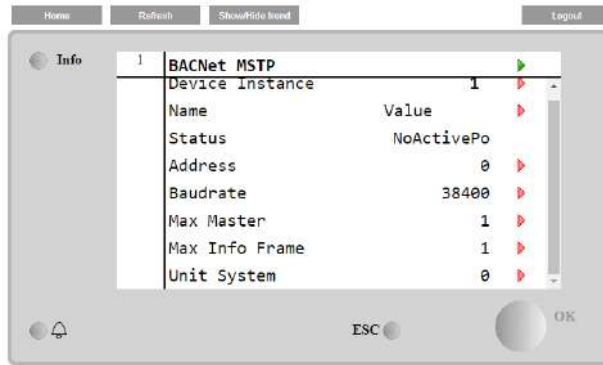 Home Refresh Show/Hide trend Logout
Info 1 BACNet MSTP
Device Instance 1
Name Value
Status NoActivePo
Address 0
Baudrate 38400
Max Master 1
Max Info Frame 1
Unit System 0
ESC OK